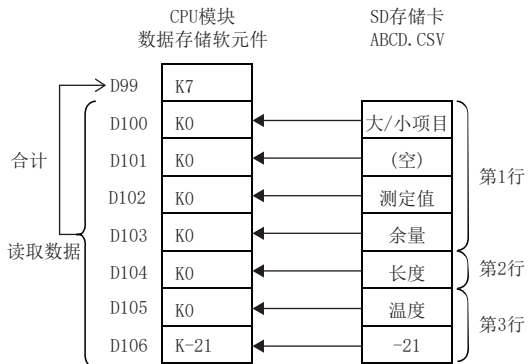 CPU模块
数据存储软元件
SD存储卡
ABCD.CSV
D99 K7
D100 K0 大/小项目
D101 K0 (空)
D102 K0 测定值
D103 K0 余量
D104 K0 长度
D105 K0 温度
D106 K-21 -21
合计
读取数据
第1行
第2行
第3行